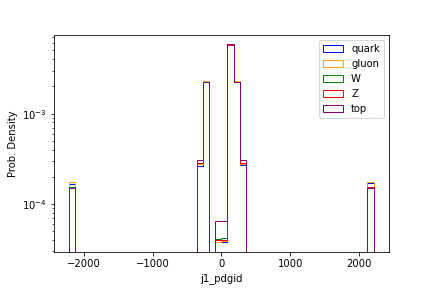 quark
gluon
W
Z
top
Prob. Density
10⁻³
10⁻⁴
−2000
−1000
0
1000
2000
j1_pdgid